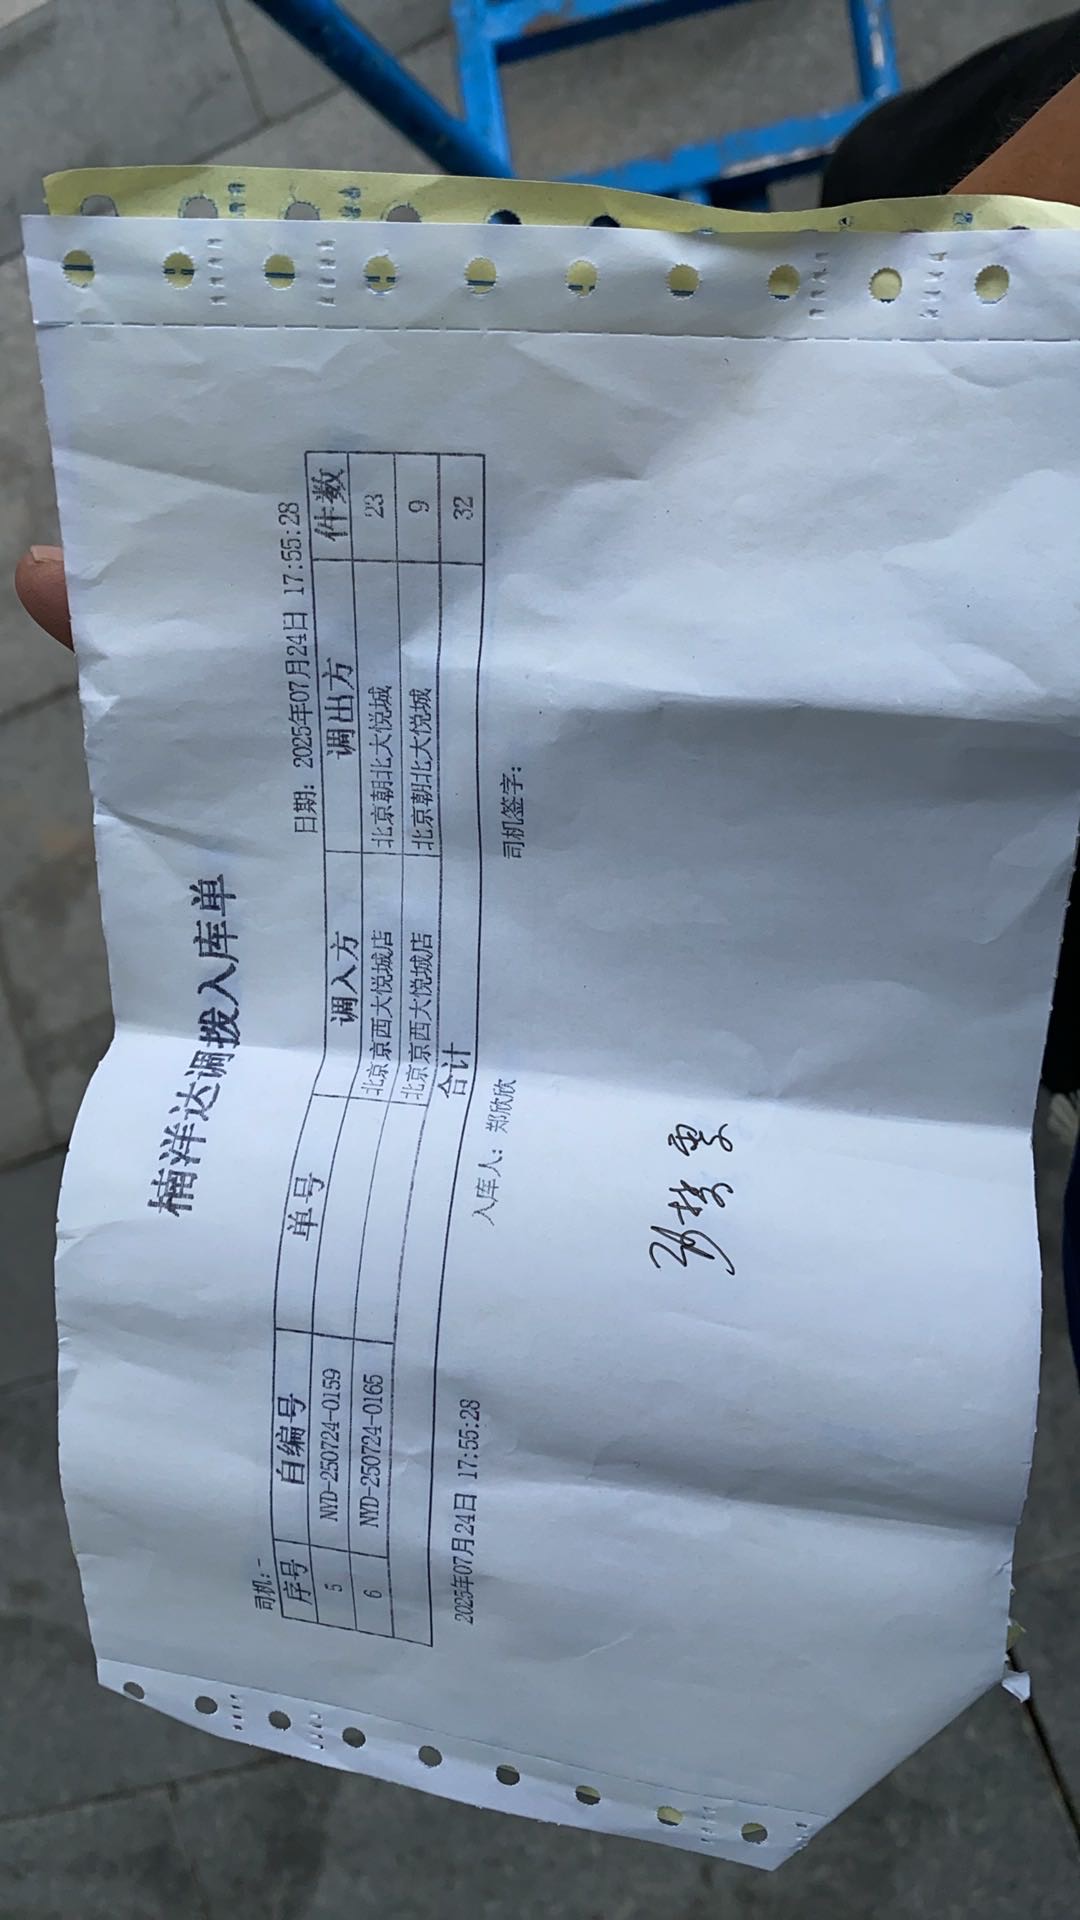 楠洋达调拨入库单
司机：- 日期：2025年07月24日 17:55:28
序号 自编号 单号 调入方 调出方 件数
5 NYD-250724-0159 北京京西大悦城店 北京朝北大悦城 23
6 NYD-250724-0165 北京京西大悦城店 北京朝北大悦城 9
合计 32
2025年07月24日 17:55:28 入库人：郑欣欣 司机签字：